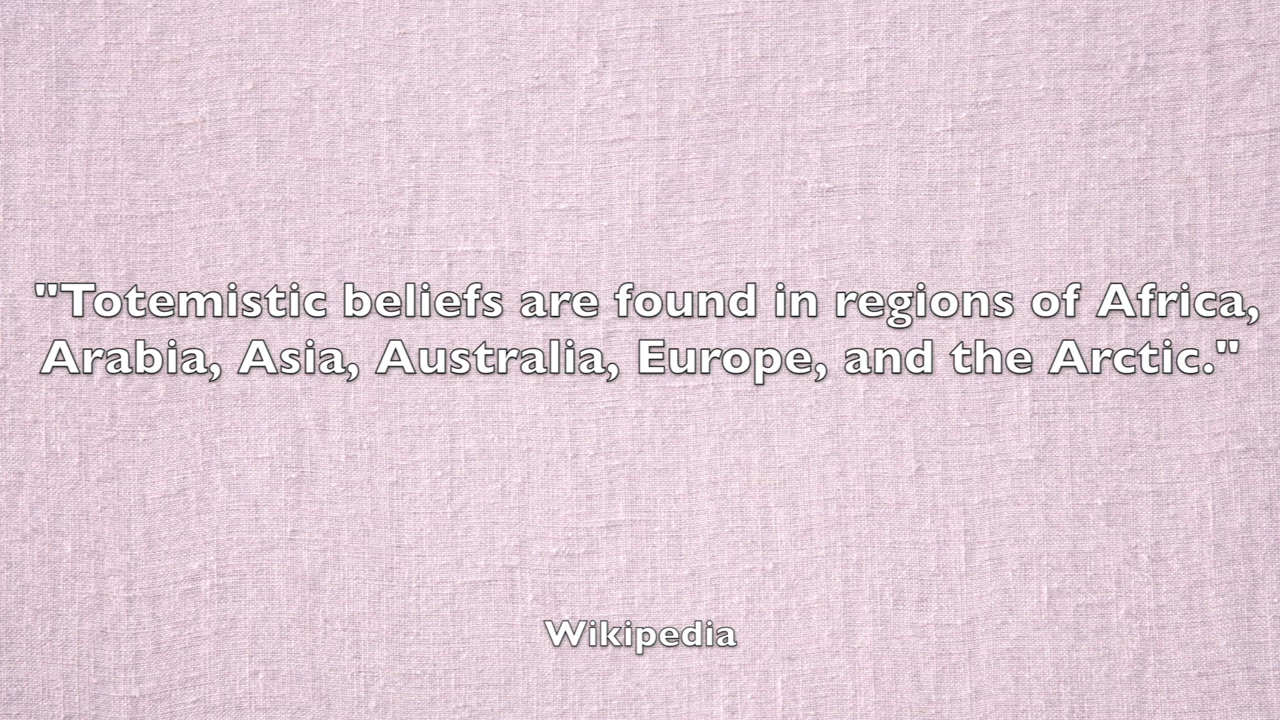 "Totemistic beliefs are found in regions of Africa,
Arabia, Asia, Australia, Europe, and the Arctic."
Wikipedia